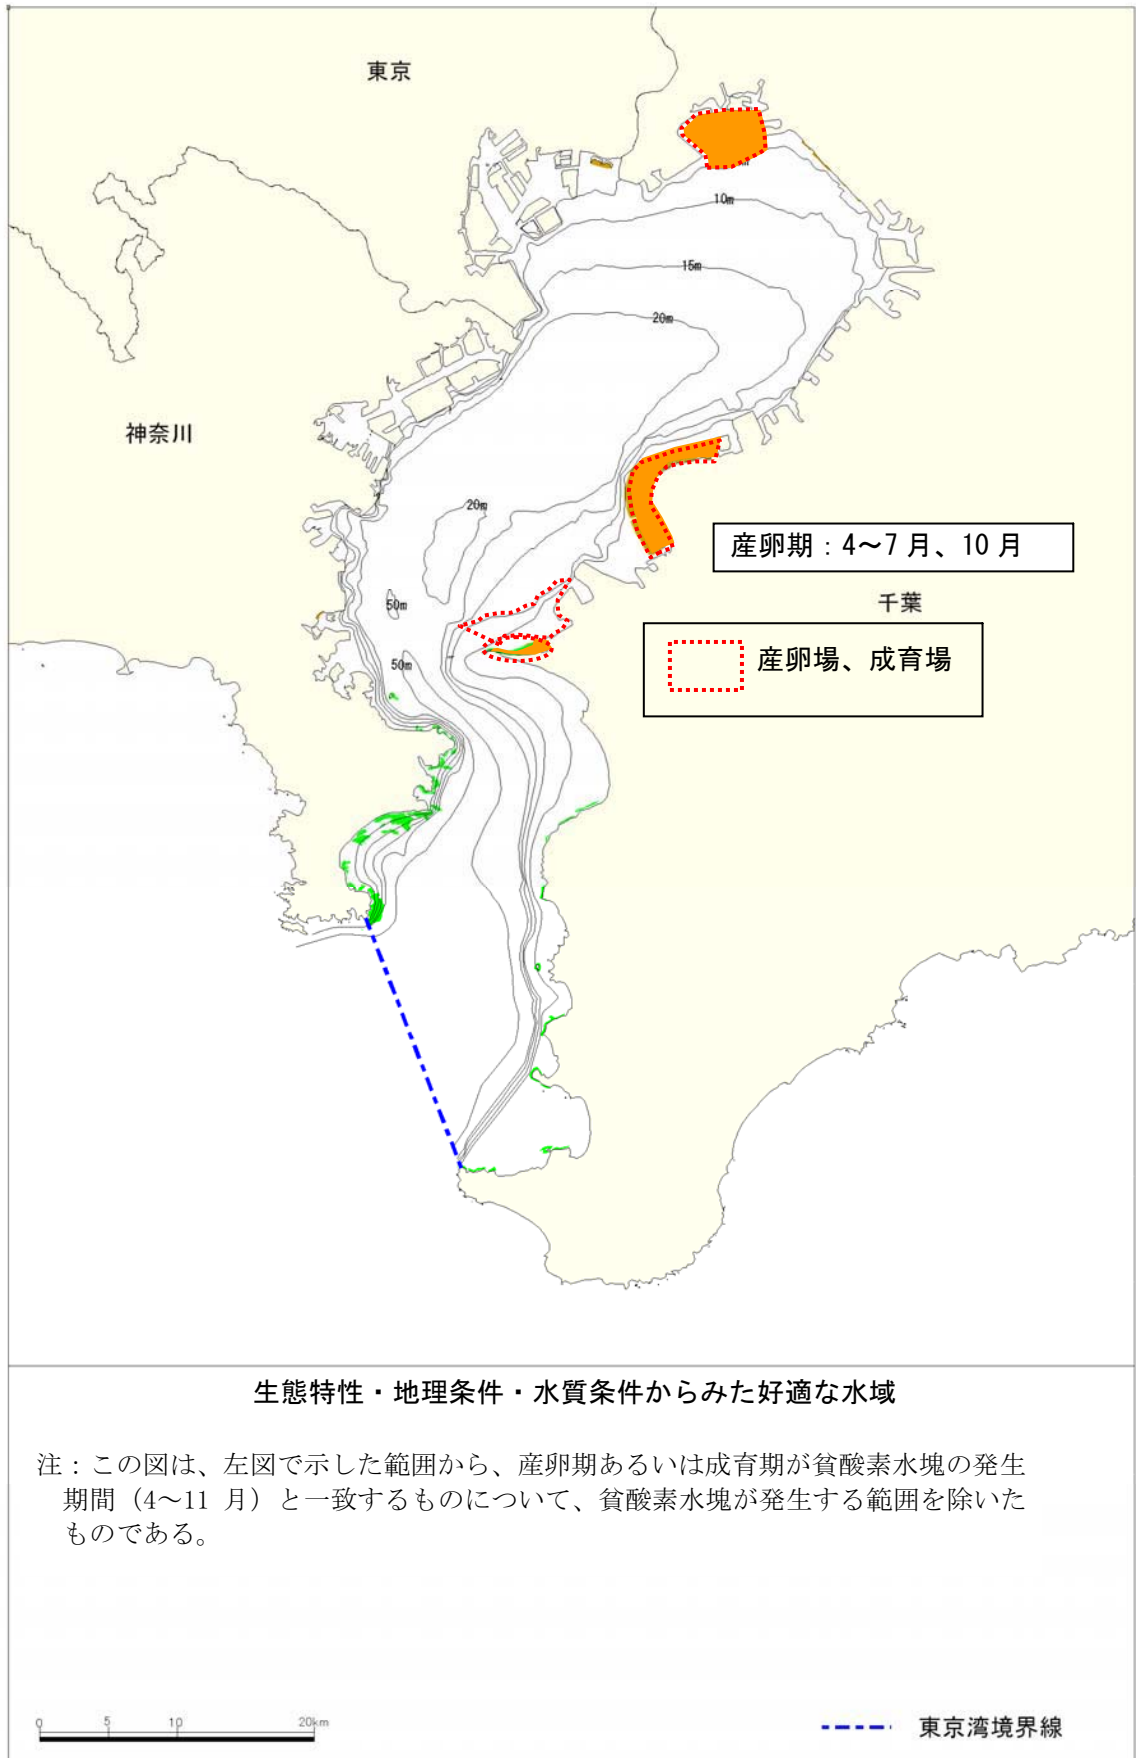 東京
10m
15m
20m
神奈川
20m
産卵期：4～7 月、10 月
50m
千葉
50m
産卵場、成育場
生態特性・地理条件・水質条件からみた好適な水域
注：この図は、左図で示した範囲から、産卵期あるいは成育期が貧酸素水塊の発生
期間（4～11 月）と一致するものについて、貧酸素水塊が発生する範囲を除いた
ものである。
0 5 10 20km
東京湾境界線